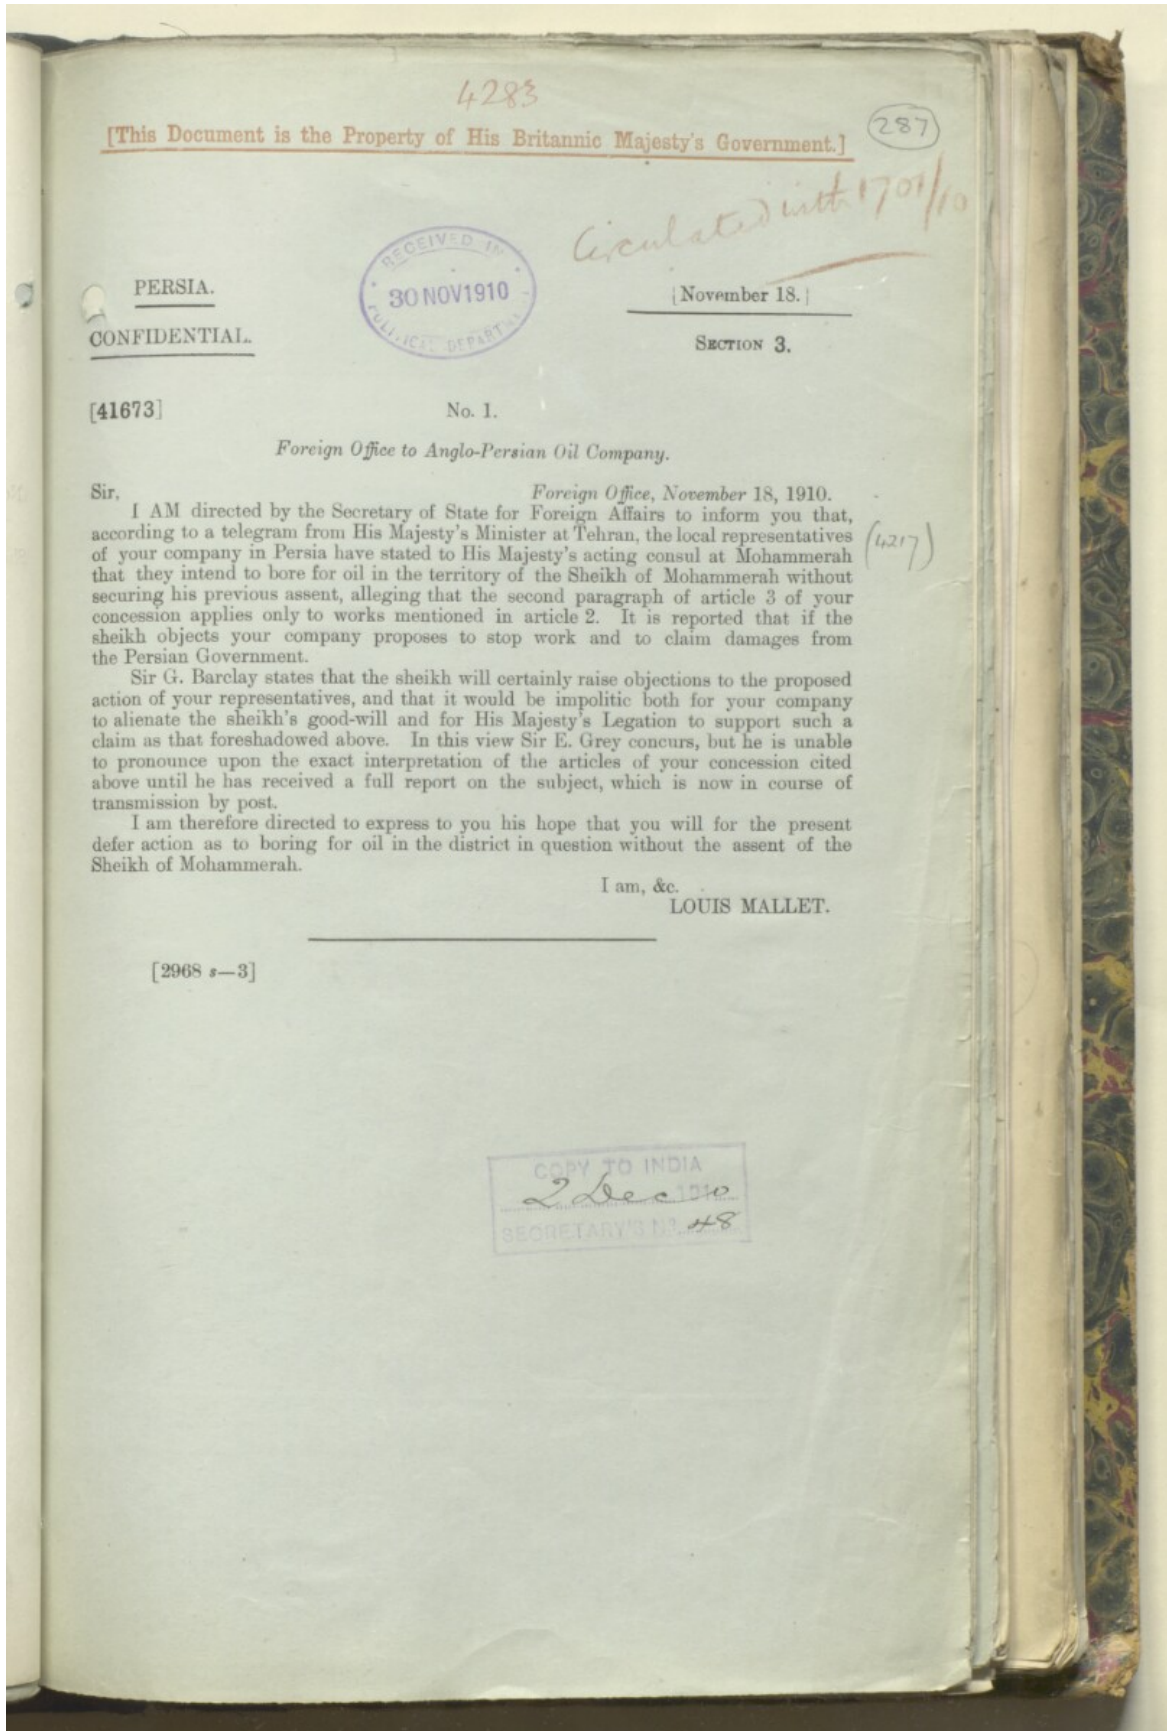 4283
[This Document is the Property of His Britannic Majesty's Government.]
287
Circulated with 1701/10
PERSIA.
RECEIVED IN
30 NOV 1910
POLITICAL DEPARTMENT
[November 18.]
CONFIDENTIAL.
SECTION 3.
[41673]
No. 1.
Foreign Office to Anglo-Persian Oil Company.
Sir,
Foreign Office, November 18, 1910.
I AM directed by the Secretary of State for Foreign Affairs to inform you that,
according to a telegram from His Majesty's Minister at Tehran, the local representatives
(4217)
of your company in Persia have stated to His Majesty's acting consul at Mohammerah
that they intend to bore for oil in the territory of the Sheikh of Mohammerah without
securing his previous assent, alleging that the second paragraph of article 3 of your
concession applies only to works mentioned in article 2. It is reported that if the
sheikh objects your company proposes to stop work and to claim damages from
the Persian Government.
Sir G. Barclay states that the sheikh will certainly raise objections to the proposed
action of your representatives, and that it would be impolitic both for your company
to alienate the sheikh's good-will and for His Majesty's Legation to support such a
claim as that foreshadowed above. In this view Sir E. Grey concurs, but he is unable
to pronounce upon the exact interpretation of the articles of your concession cited
above until he has received a full report on the subject, which is now in course of
transmission by post.
I am therefore directed to express to you his hope that you will for the present
defer action as to boring for oil in the district in question without the assent of the
Sheikh of Mohammerah.
I am, &c.
LOUIS MALLET.
[2968 s—3]
COPY TO INDIA
2 Dec 1910
SECRETARY'S No. 48